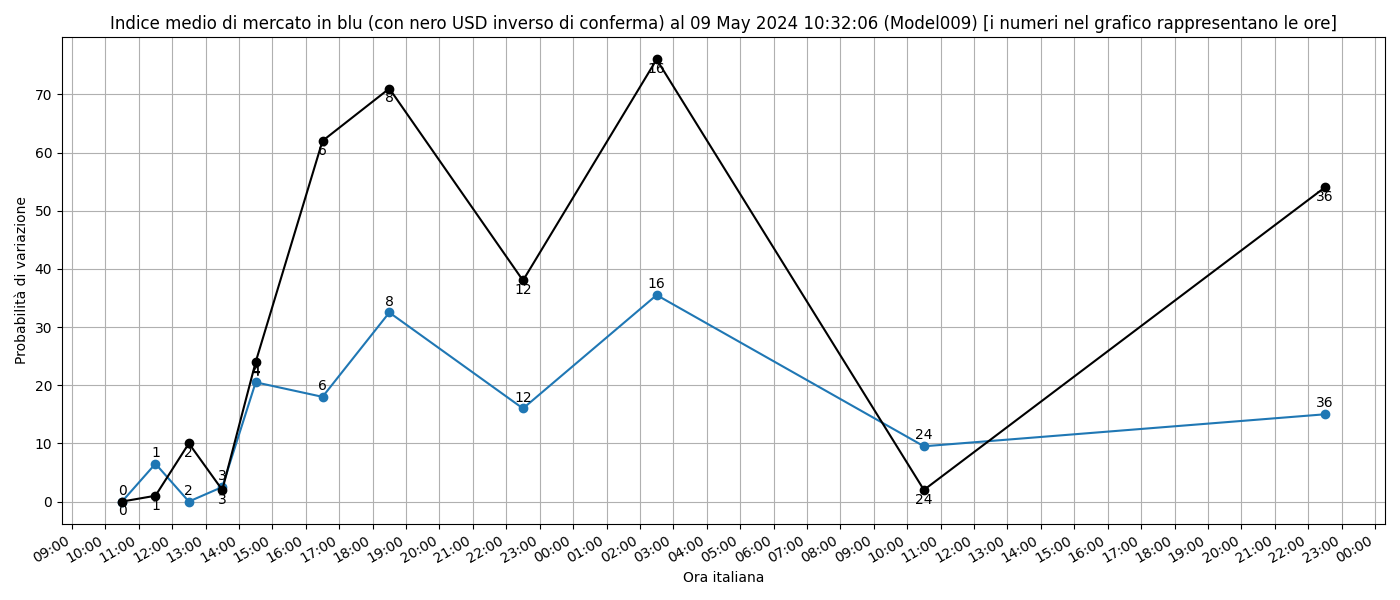 Indice medio di mercato in blu (con nero USD inverso di conferma) al 09 May 2024 10:32:06 (Model009) [i numeri nel grafico rappresentano le ore]
Probabilità di variazione
70
60
50
40
30
20
10
0
0 1 2 3 4 6 8 12 16 24 36
0 1 2 3 4 6 8 12 16 24 36
09:00 10:00 11:00 12:00 13:00 14:00 15:00 16:00 17:00 18:00 19:00 20:00 21:00 22:00 23:00 00:00 01:00 02:00 03:00 04:00 05:00 06:00 07:00 08:00 09:00 10:00 11:00 12:00 13:00 14:00 15:00 16:00 17:00 18:00 19:00 20:00 21:00 22:00 23:00 00:00
Ora italiana